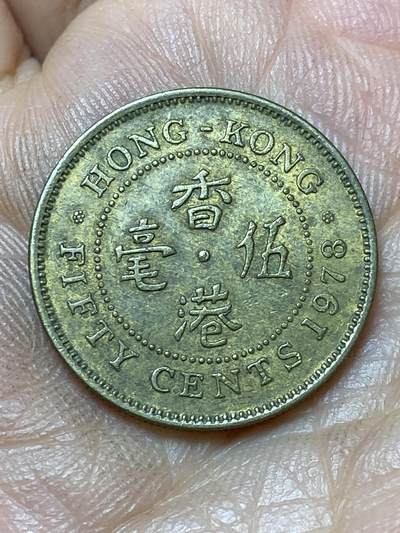 HONG-KONG
香港
伍毫
FIFTY CENTS 1978